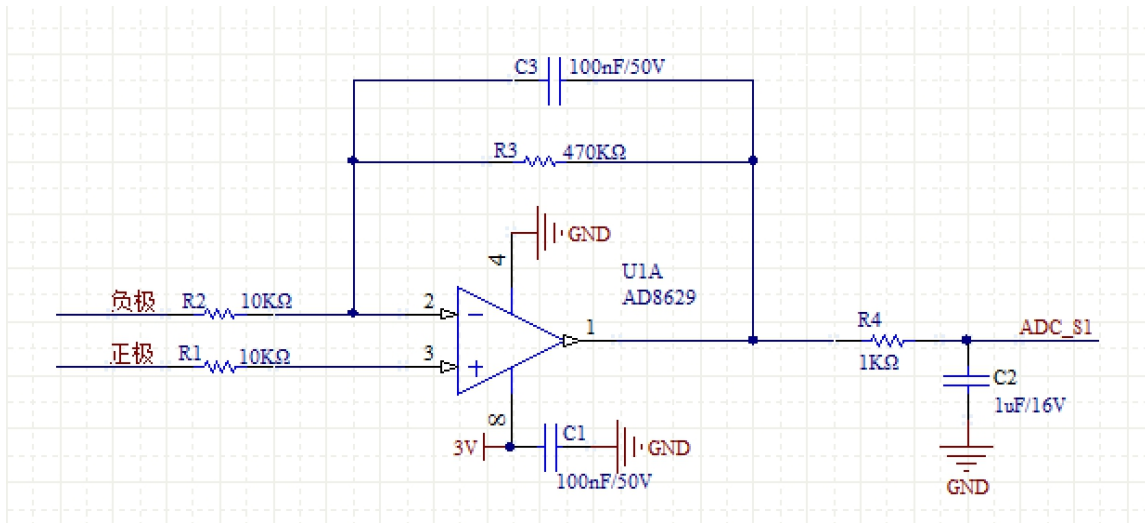 C3 100nF/50V
R3 470KΩ
GND
4
U1A
AD8629
负极 R2 10KΩ 2
1
R4
1KΩ
ADC_S1
正极 R1 10KΩ 3
C2
1uF/16V
8
3V
C1
GND
100nF/50V
GND